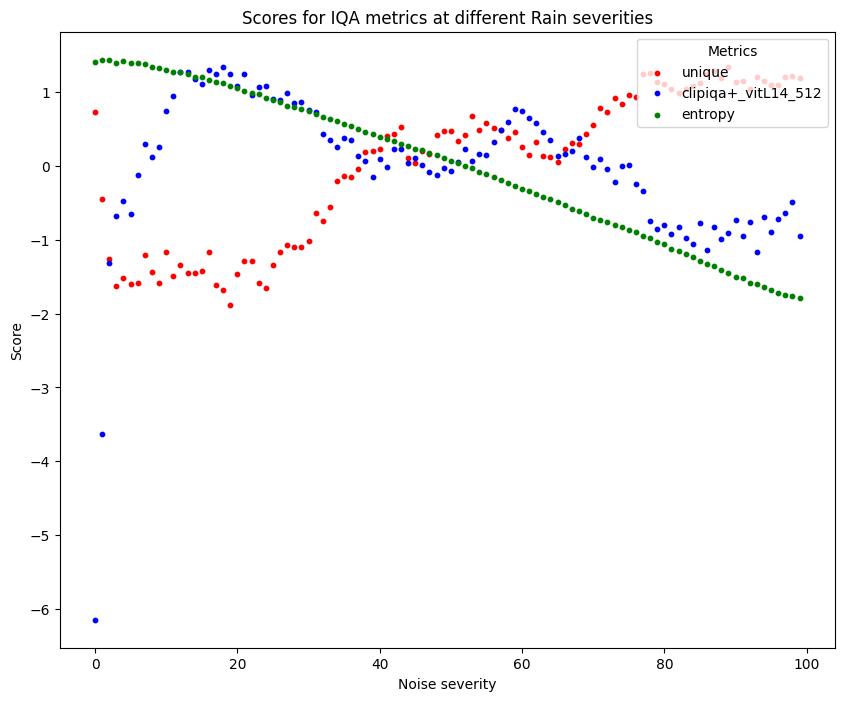 Scores for IQA metrics at different Rain severities
Metrics
unique
clipiqa+_vitL14_512
entropy
1
0
−1
−2
−3
−4
−5
−6
Score
0 20 40 60 80 100
Noise severity